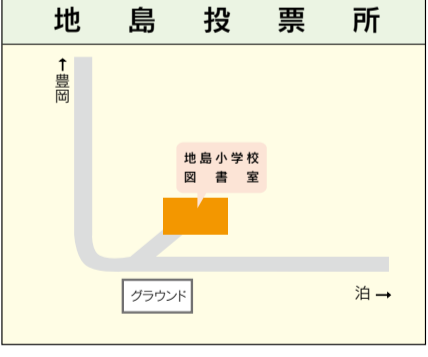 地島投票所
↑豊岡
地島小学校
図書室
グラウンド
泊→